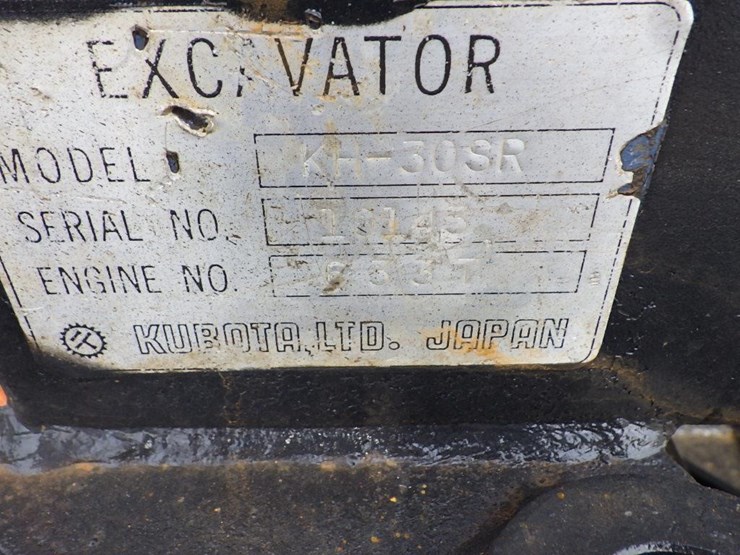 EXCAVATOR
MODEL KH-30SR
SERIAL NO.
ENGINE NO.
KUBOTA, LTD. JAPAN